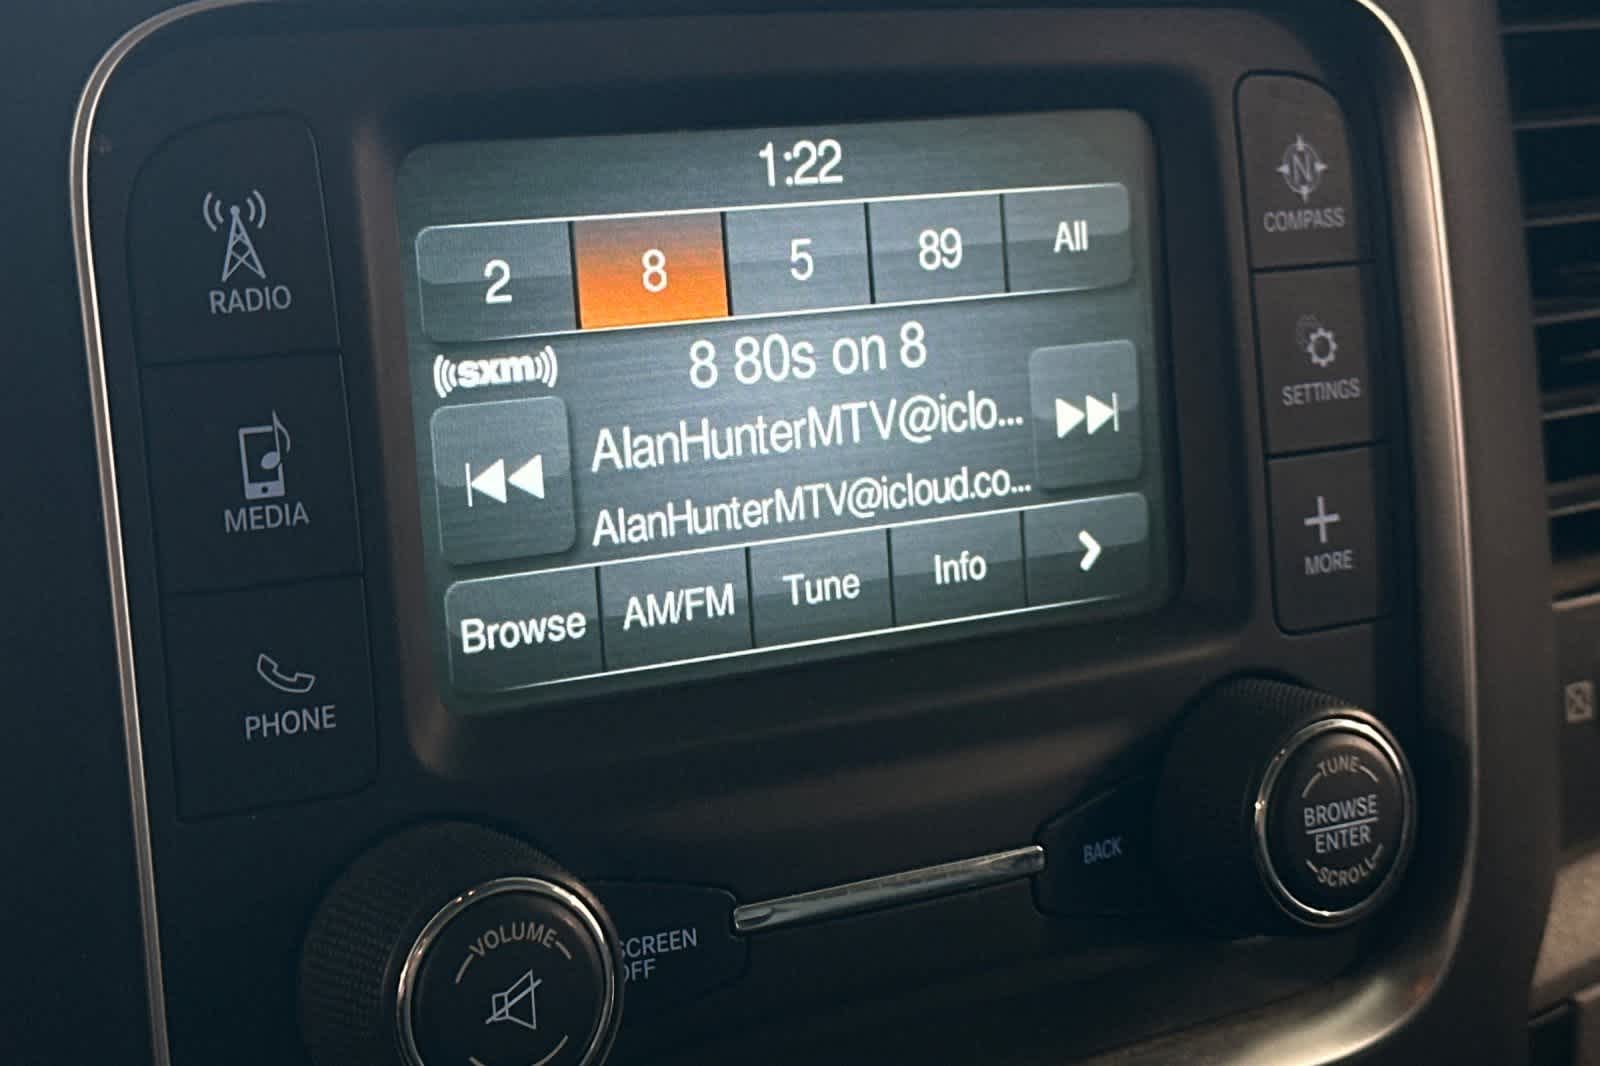 1:22
2 8 5 89 All
((sxm))
8 80s on 8
AlanHunterMTV@iclo...
AlanHunterMTV@icloud.co...
Browse AM/FM Tune Info
RADIO
MEDIA
PHONE
N
COMPASS
SETTINGS
MORE
VOLUME
SCREEN
OFF
BACK
TUNE
BROWSE
ENTER
SCROLL